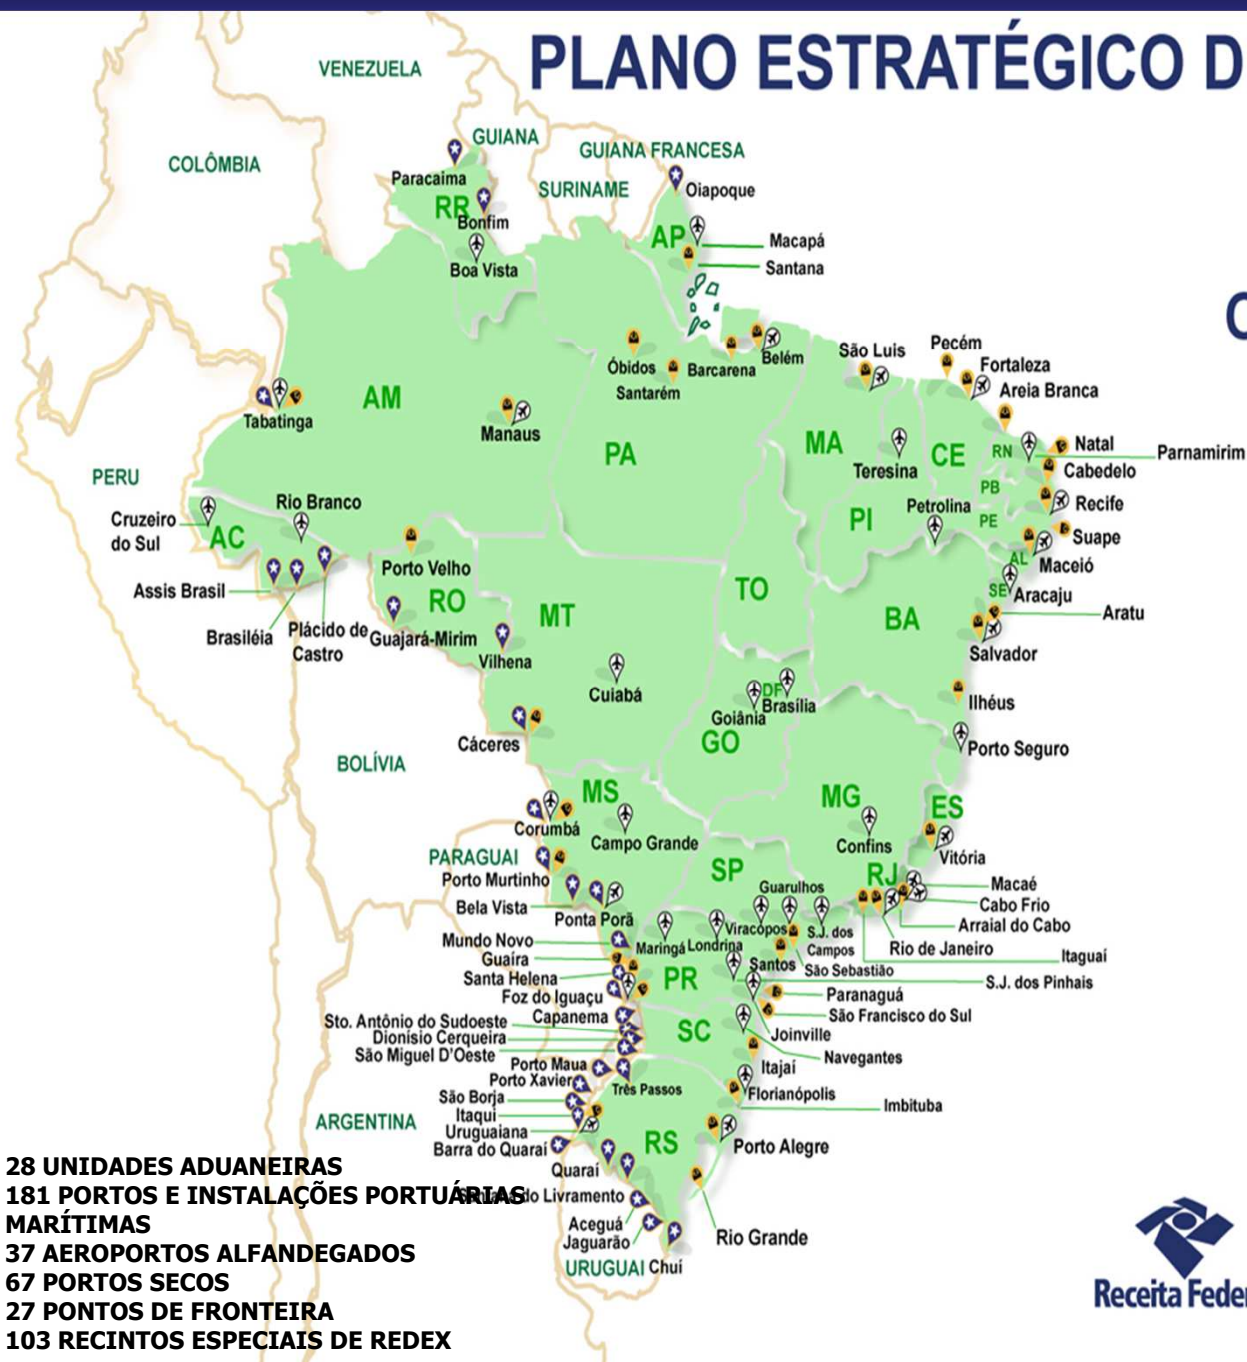 PLANO ESTRATÉGICO D
VENEZUELA
GUIANA
GUIANA FRANCESA
COLÔMBIA
SURINAME
Paracaima
Oiapoque
RR
Bonfim
AP
Macapá
Boa Vista
Santana
C
Óbidos
Santarém
Barcarena
Belém
São Luis
Pecém
Fortaleza
Areia Branca
AM
Tabatinga
Manaus
PA
MA
Teresina
CE
RN
Natal
Parnamirim
Cabedelo
PERU
PB
Recife
Cruzeiro
do Sul
Rio Branco
AC
PI
Petrolina
PE
Suape
AL
Maceió
Porto Velho
Assis Brasil
RO
MT
TO
BA
SE
Aracaju
Aratu
Brasiléia
Plácido de
Castro
Guajará-Mirim
Vilhena
Salvador
Cuiabá
DF
Brasília
Goiânia
Ilhéus
Cáceres
GO
Porto Seguro
BOLÍVIA
MS
MG
ES
Corumbá
Campo Grande
Confins
Vitória
PARAGUAI
SP
RJ
Porto Murtinho
Guarulhos
Macaé
Cabo Frio
Bela Vista
Ponta Porã
Arraial do Cabo
Mundo Novo
Maringá
Londrina
Viracopos
S.J. dos
Campos
Rio de Janeiro
Itaguaí
Guaíra
Santos
São Sebastião
Santa Helena
PR
S.J. dos Pinhais
Foz do Iguaçu
Paranaguá
Capanema
São Francisco do Sul
Sto. Antônio do Sudoeste
SC
Joinville
Dionísio Cerqueira
São Miguel D'Oeste
Navegantes
Porto Maua
Itajaí
Porto Xavier
Três Passos
Florianópolis
São Borja
Imbituba
Itaqui
ARGENTINA
Uruguaiana
RS
Barra do Quaraí
Porto Alegre
Quaraí
do Livramento
Aceguá
Jaguarão
Rio Grande
URUGUAI
Chuí
28 UNIDADES ADUANEIRAS
181 PORTOS E INSTALAÇÕES PORTUÁRIAS
MARÍTIMAS
37 AEROPORTOS ALFANDEGADOS
67 PORTOS SECOS
27 PONTOS DE FRONTEIRA
103 RECINTOS ESPECIAIS DE REDEX
Receita Feder